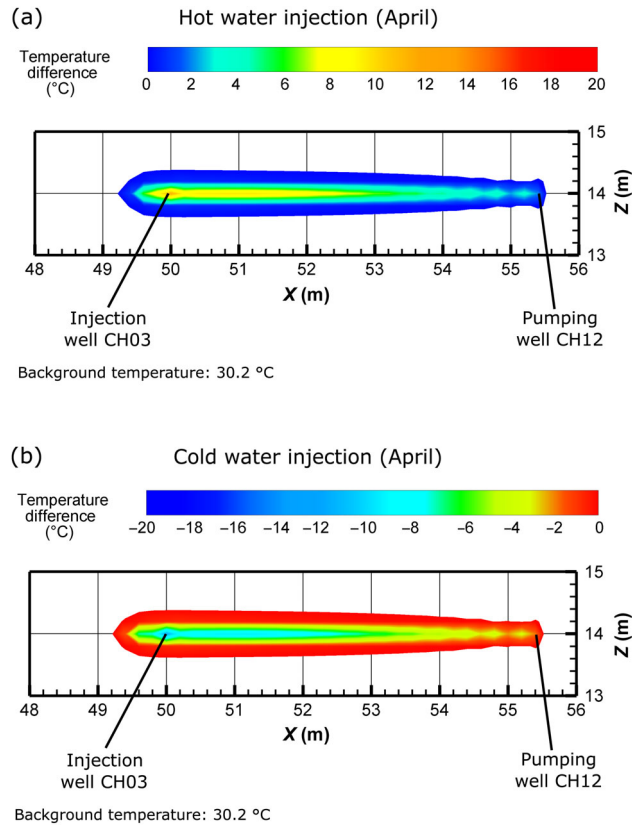 (a)
Hot water injection (April)
Temperature
difference
(°C)
0 2 4 6 8 10 12 14 16 18 20
15
14
13
Z (m)
48 49 50 51 52 53 54 55 56
X (m)
Injection
well CH03
Pumping
well CH12
Background temperature: 30.2 °C
(b)
Cold water injection (April)
Temperature
difference
(°C)
−20 −18 −16 −14 −12 −10 −8 −6 −4 −2 0
15
14
13
Z (m)
48 49 50 51 52 53 54 55 56
X (m)
Injection
well CH03
Pumping
well CH12
Background temperature: 30.2 °C